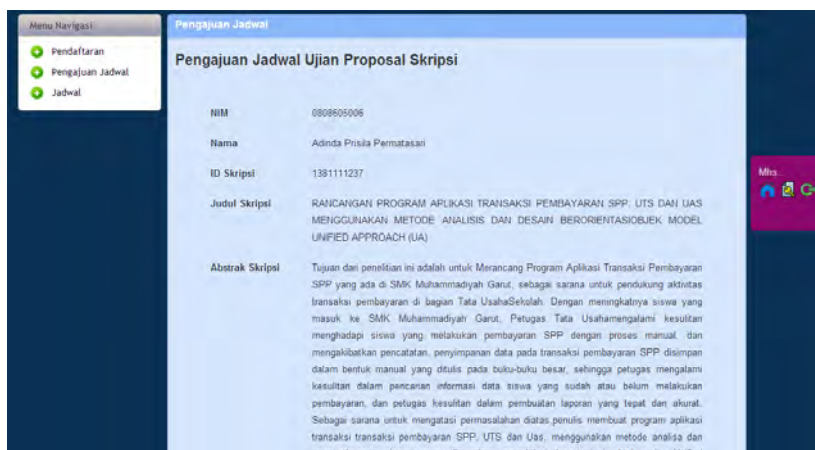 Menu Navigasi
Pendaftaran
Pengajuan Jadwal
Jadwal
Pengajuan Jadwal
Pengajuan Jadwal Ujian Proposal Skripsi
NIM 0808605006
Nama Adinda Prisila Permatasari
ID Skripsi 1381111237
Judul Skripsi RANCANGAN PROGRAM APLIKASI TRANSAKSI PEMBAYARAN SPP, UTS DAN UAS
MENGGUNAKAN METODE ANALISIS DAN DESAIN BERORIENTASIOBJEK MODEL
UNIFIED APPROACH (UA)
Abstrak Skripsi Tujuan dari penelitian ini adalah untuk Merancang Program Aplikasi Transaksi Pembayaran
SPP yang ada di SMK Muhammadiyah Garut, sebagai sarana untuk pendukung aktivitas
transaksi pembayaran di bagian Tata UsahaSekolah. Dengan meningkatnya siswa yang
masuk ke SMK Muhammadiyah Garut, Petugas Tata Usahamengalami kesulitan
menghadapi siswa yang melakukan pembayaran SPP dengan proses manual dan
mengakibatkan pencatatan, penyimpanan data pada transaksi pembayaran SPP disimpan
dalam bentuk manual yang ditulis pada buku-buku besar, sehingga petugas mengalami
kesulitan dalam pencarian informasi data siswa yang sudah atau belum melakukan
pembayaran, dan petugas kesulitan dalam pembuatan laporan yang tepat dan akurat.
Sebagai sarana untuk mengatasi permasalahan diatas penulis membuat program aplikasi
transaksi transaksi pembayaran SPP, UTS dan Uas, menggunakan metode analisa dan
Mhs